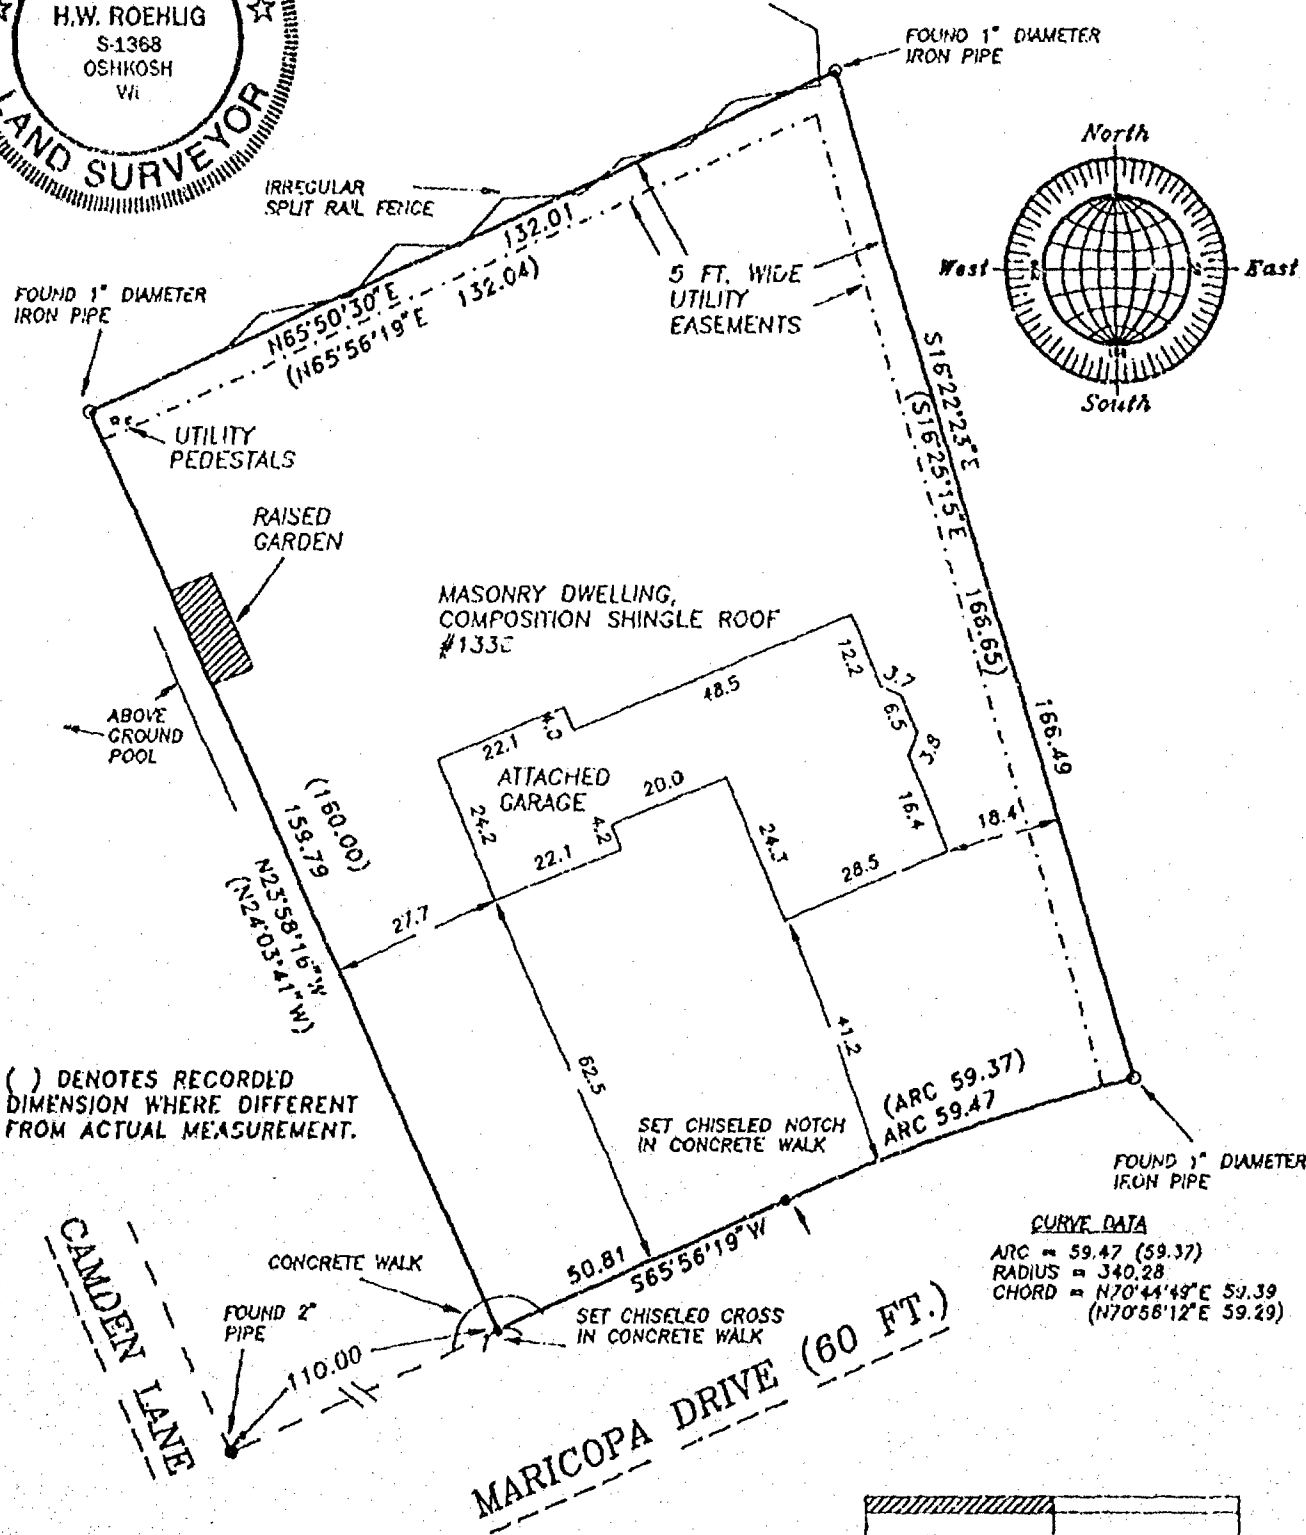 H.W. ROEHLIG
S-1368
OSHKOSH
Wi
LAND SURVEYOR
FOUND 1" DIAMETER
IRON PIPE
North
West
East
South
IRREGULAR
SPLIT RAIL FENCE
132.01
132.04)
N65°50'30"E
(N65°56'19"E
5 FT. WIDE
UTILITY
EASEMENTS
FOUND 1" DIAMETER
IRON PIPE
UTILITY
PEDESTALS
S16°22'23"E
(S16°25'15"E
166.65)
166.49
RAISED
GARDEN
MASONRY DWELLING,
COMPOSITION SHINGLE ROOF
ABOVE
GROUND
POOL
22.1
4.0
48.5
12.2
3.7
6.5
3.8
16.4
18.4
ATTACHED
GARAGE
24.2
22.1
4.2
20.0
24.3
28.5
(160.00)
159.79
N23°58'16"W
(N24°03'41"W)
27.7
62.5
41.2
( ) DENOTES RECORDED
DIMENSION WHERE DIFFERENT
FROM ACTUAL MEASUREMENT.
SET CHISELED NOTCH
IN CONCRETE WALK
(ARC 59.37)
ARC 59.47
FOUND 1" DIAMETER
IRON PIPE
CURVE DATA
ARC = 59.47 (59.37)
RADIUS = 340.28
CHORD = N70°44'49"E 59.39
(N70°56'12"E 59.29)
50.81
S65°56'19"W
CONCRETE WALK
SET CHISELED CROSS
IN CONCRETE WALK
FOUND 2"
PIPE
110.00
CAMDEN LANE
MARICOPA DRIVE (60 FT.)